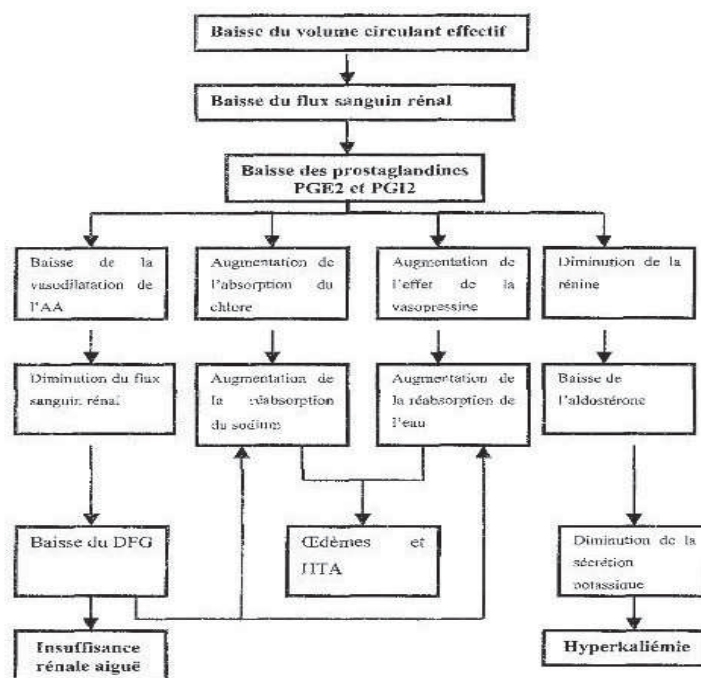 Baisse du volume circulant effectif
Baisse du flux sanguin rénal
Baisse des prostaglandines
PGE2 et PGI2
Baisse de la
vasodilatation de
l'AA
Augmentation de
l'absorption du
chlore
Augmentation de
l'effet de la
vasopressine
Diminution de la
rénine
Diminution du flux
sanguin rénal
Augmentation de
la réabsorption
du sodium
Augmentation de
la réabsorption de
l'eau
Baisse de
l'aldostérone
Baisse du DFG
Œdèmes et
HTA
Diminution de la
sécrétion
potassique
Insuffisance
rénale aiguë
Hyperkaliémie